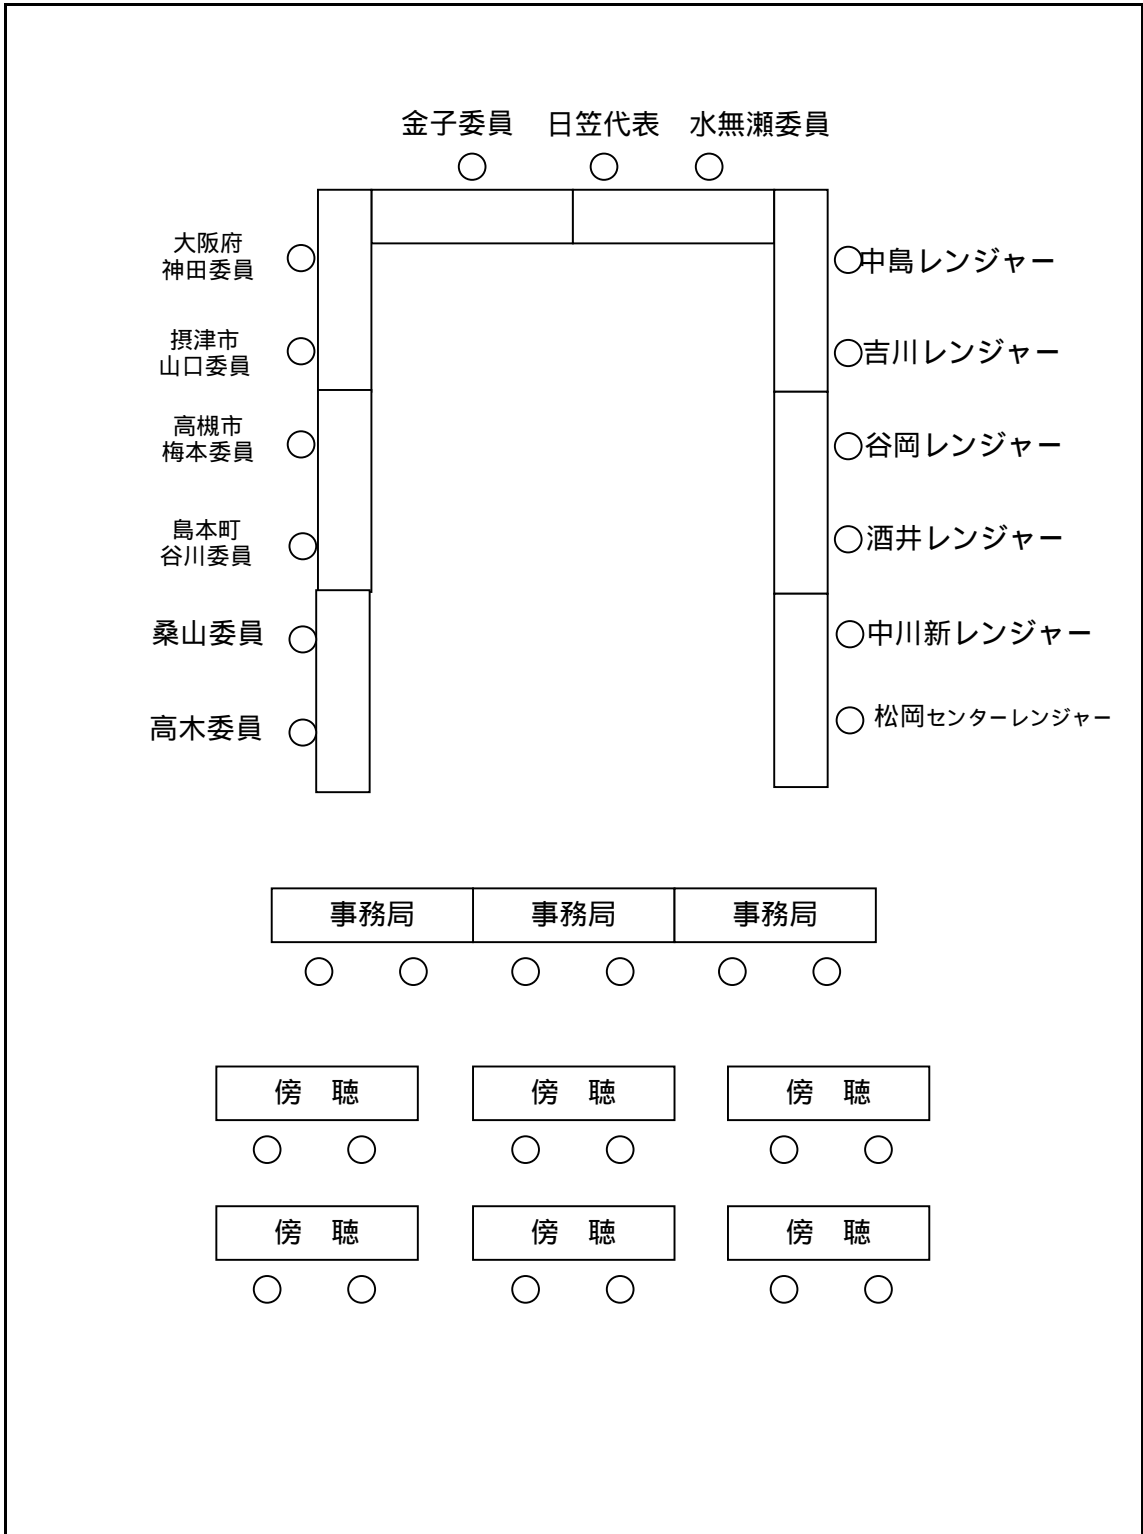 金子委員 日笠代表 水無瀬委員
大阪府
神田委員
中島レンジャー
摂津市
山口委員
吉川レンジャー
高槻市
梅本委員
谷岡レンジャー
島本町
谷川委員
酒井レンジャー
桑山委員
中川新レンジャー
高木委員
松岡センターレンジャー
事務局 事務局 事務局
傍 聴 傍 聴 傍 聴
傍 聴 傍 聴 傍 聴